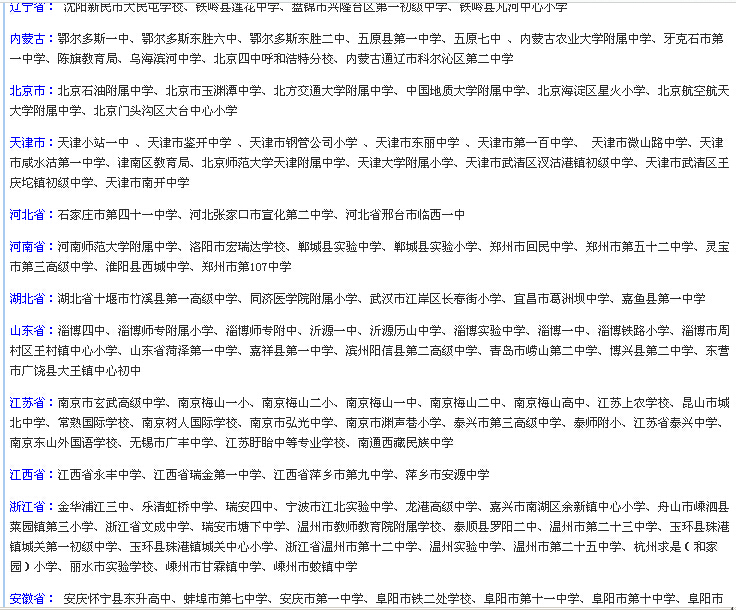 辽宁省： 沈阳新民市大民屯学校、铁岭县莲花中学、盘锦市兴隆台区第一初级中学、铁岭县凡河中心小学
内蒙古：鄂尔多斯一中、鄂尔多斯东胜六中、鄂尔多斯东胜二中、五原县第一中学、五原七中 、内蒙古农业大学附属中学、牙克石市第
一中学、陈旗教育局、乌海滨河中学、北京四中呼和浩特分校、内蒙古通辽市科尔沁区第二中学
北京市：北京石油附属中学、北京市玉渊潭中学、北方交通大学附属中学、中国地质大学附属中学、北京海淀区星火小学、北京航空航天
大学附属中学、北京门头沟区大台中心小学
天津市：天津小站一中 、天津市鉴开中学 、天津市钢管公司小学 、天津市东丽中学 、天津市第一百中学、 天津市微山路中学、天津
市咸水沽第一中学、津南区教育局、北京师范大学天津附属中学、天津大学附属小学、天津市武清区汊沽港镇初级中学、天津市武清区王
庆坨镇初级中学、天津市南开中学
河北省：石家庄市第四十一中学、河北张家口市宣化第二中学、河北省邢台市临西一中
河南省：河南师范大学附属中学、洛阳市宏瑞达学校、郸城县实验中学、郸城县实验小学、郑州市回民中学、郑州市第五十二中学、灵宝
市第三高级中学、淮阳县西城中学、郑州市第107中学
湖北省：湖北省十堰市竹溪县第一高级中学、同济医学院附属小学、武汉市江岸区长春街小学、宜昌市葛洲坝中学、嘉鱼县第一中学
山东省：淄博四中、淄博师专附属小学、淄博师专附中、沂源一中、沂源历山中学、淄博实验中学、淄博一中、淄博铁路小学、淄博市周
村区王村镇中心小学、山东省菏泽第一中学、嘉祥县第一中学、滨州阳信县第二高级中学、青岛市崂山第二中学、博兴县第二中学、东营
市广饶县大王镇中心初中
江苏省：南京市玄武高级中学、南京梅山一小、南京梅山二小、南京梅山一中、南京梅山二中、南京梅山高中、江苏上农学校、昆山市城
北中学、常熟国际学校、南京树人国际学校、南京市弘光中学、南京市渊声巷小学、泰兴市第三高级中学、泰师附小、江苏省泰兴中学、
南京东山外国语学校、无锡市广丰中学、江苏盱眙中等专业学校、南通西藏民族中学
江西省：江西省永丰中学、江西省瑞金第一中学、江西省萍乡市第九中学、萍乡市安源中学
浙江省：金华浦江三中、乐清虹桥中学、瑞安四中、宁波市江北实验中学、龙港高级中学、嘉兴市南湖区余新镇中心小学、舟山市嵊泗县
菜园镇第三小学、浙江省文成中学、瑞安市塘下中学、温州市教师教育院附属学校、泰顺县罗阳二中、温州市第二十三中学、玉环县珠港
镇城关第一初级中学、玉环县珠港镇城关中心小学、浙江省温州市第十二中学、温州实验中学、温州市第二十五中学、杭州求是（和家
园）小学、丽水市实验学校、嵊州市甘霖镇中学、嵊州市蛟镇中学
安徽省： 安庆怀宁县东升高中、蚌埠市第七中学、安庆市第一中学、阜阳市铁二处学校、阜阳市第十一中学、阜阳市第十中学、阜阳市